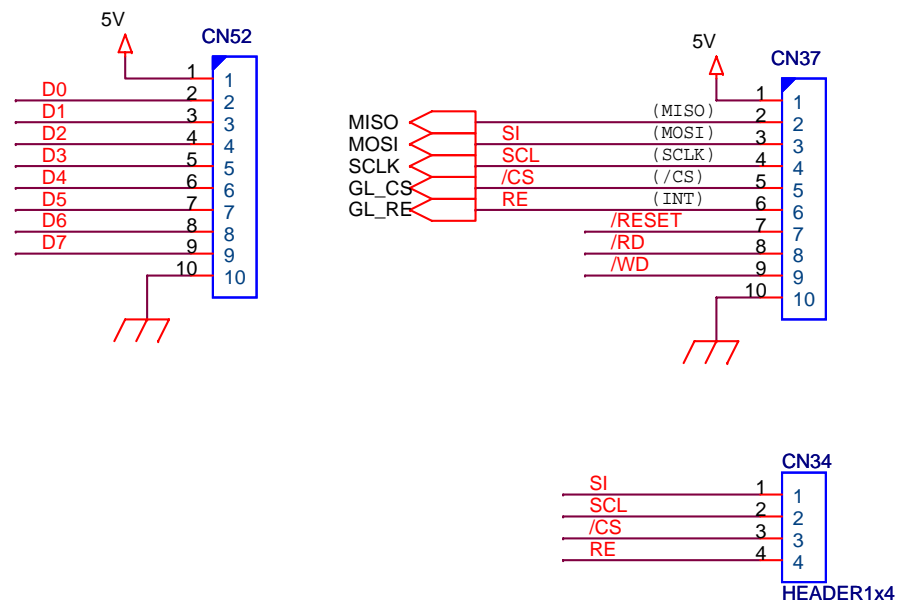 5V
CN52
1 1
D0 2 2
D1 3 3
D2 4 4
D3 5 5
D4 6 6
D5 7 7
D6 8 8
D7 9 9
10 10
5V
CN37
1 1
MISO (MISO) 2 2
MOSI SI (MOSI) 3 3
SCLK SCL (SCLK) 4 4
GL_CS /CS (/CS) 5 5
GL_RE RE (INT) 6 6
/RESET 7 7
/RD 8 8
/WD 9 9
10 10
CN34
SI 1 1
SCL 2 2
/CS 3 3
RE 4 4
HEADER1x4